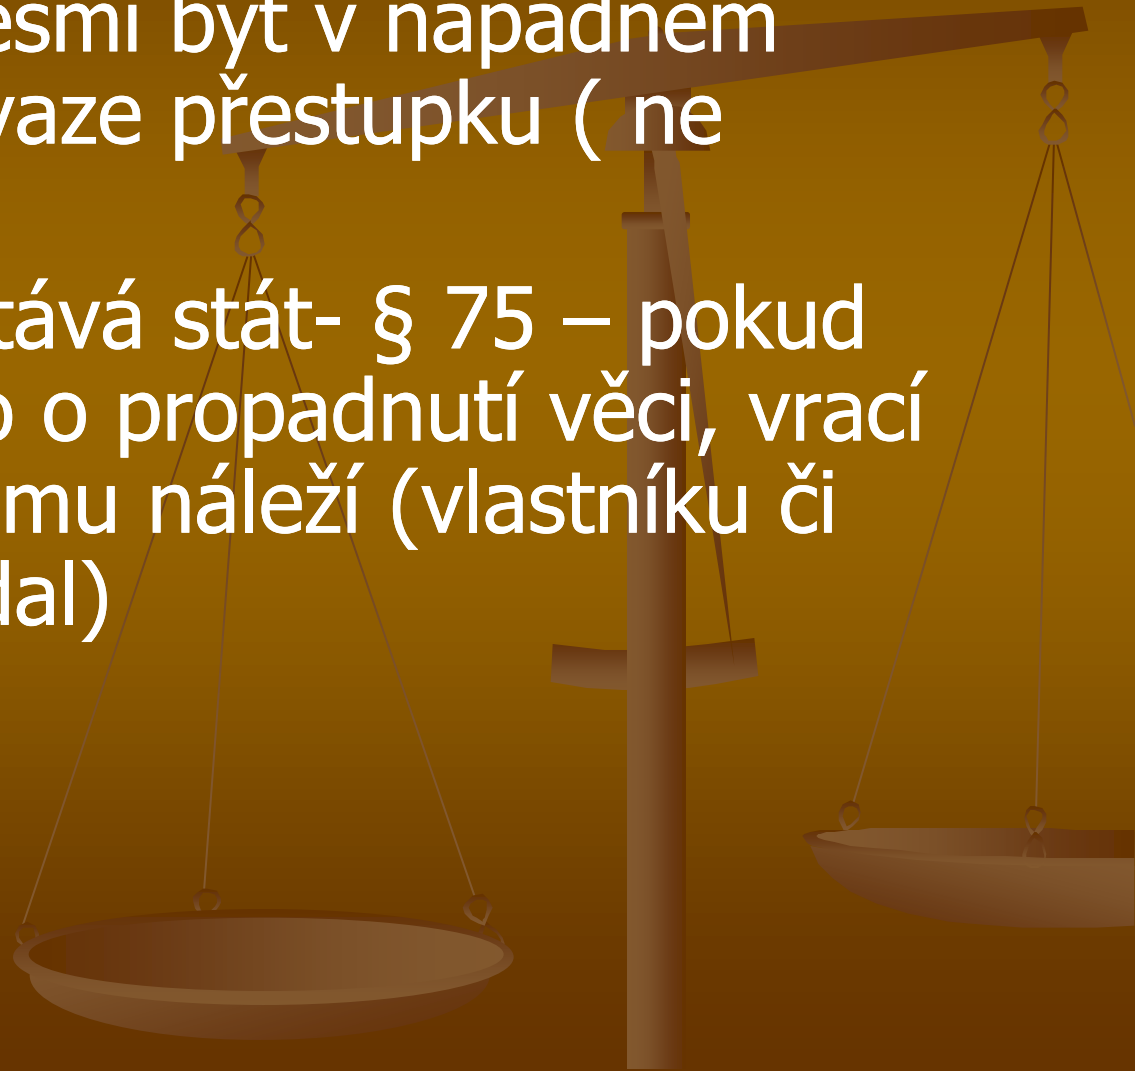 esmí být v nápadném
vaze přestupku ( ne
tává stát- § 75 – pokud
o o propadnutí věci, vrací
mu náleží (vlastníku či
dal)